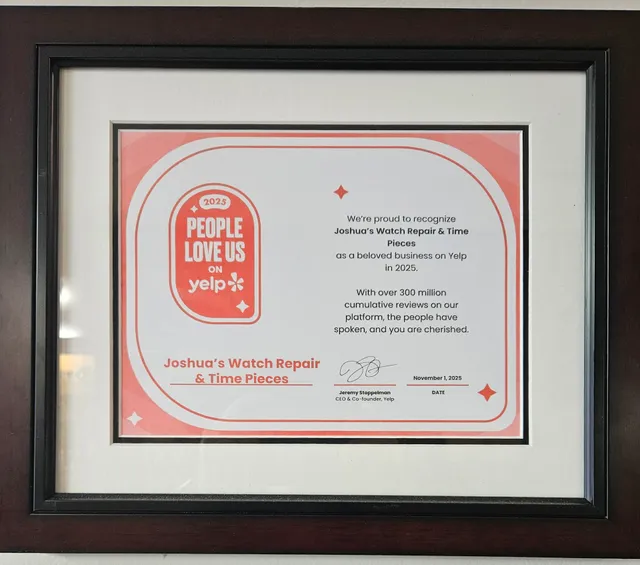 2025
PEOPLE
LOVE US
ON
yelp
Joshua's Watch Repair
& Time Pieces
We're proud to recognize
Joshua's Watch Repair & Time
Pieces
as a beloved business on Yelp
in 2025.
With over 300 million
cumulative reviews on our
platform, the people have
spoken, and you are cherished.
Jeremy Stoppelman
CEO & Co-founder, Yelp
November 1, 2025
DATE